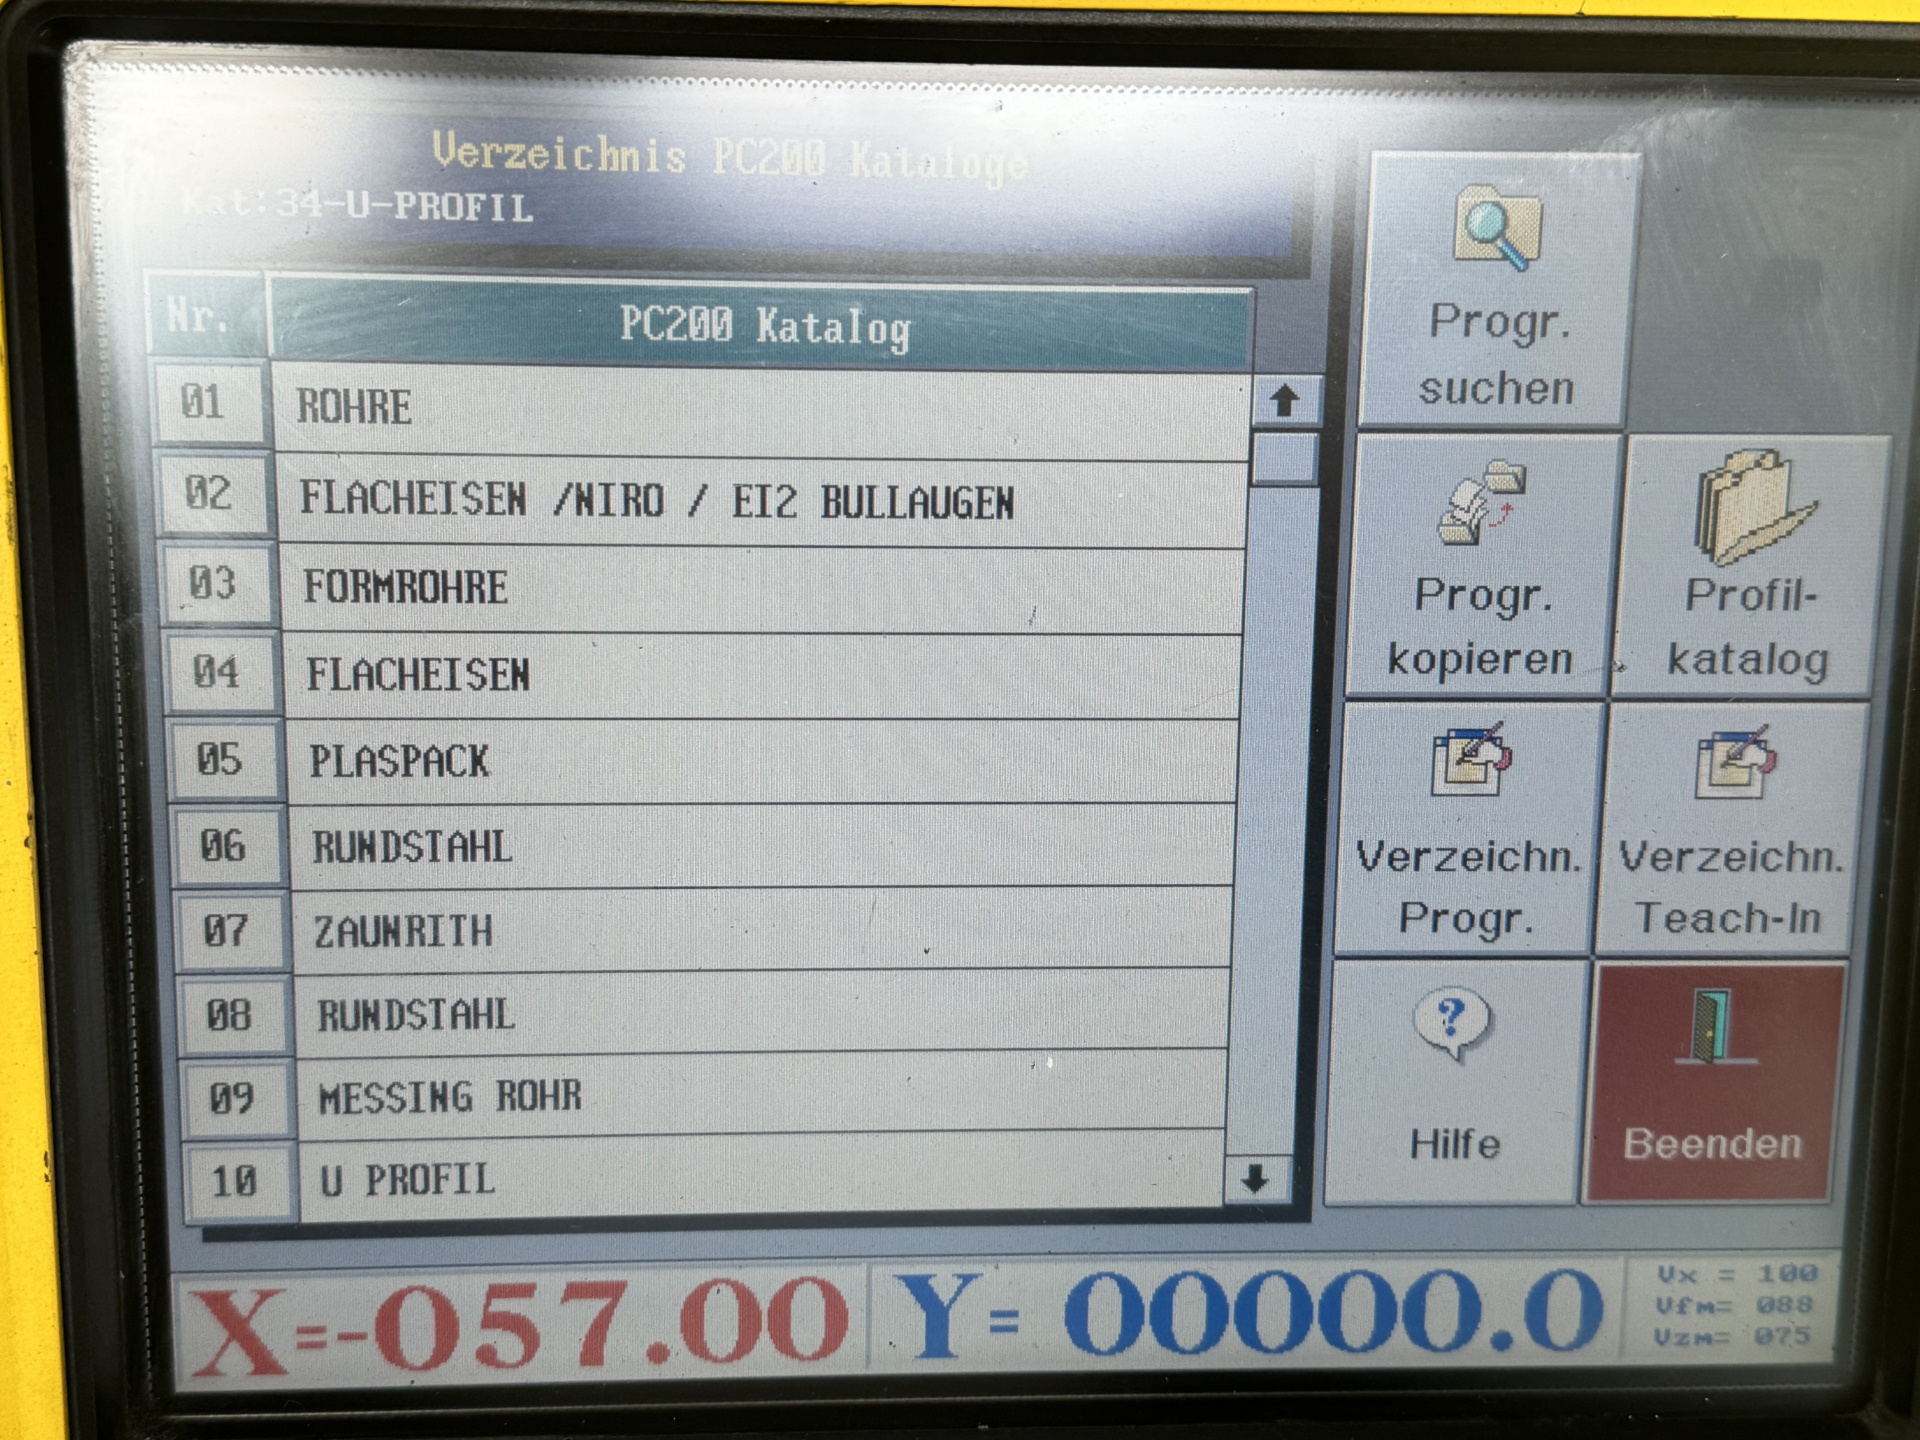 Verzeichnis PC200 Kataloge
Kat:34-U-PROFIL
Nr. PC200 Katalog
01 ROHRE
02 FLACHEISEN /NIRO / EI2 BULLAUGEN
03 FORMROHRE
04 FLACHEISEN
05 PLASPACK
06 RUNDSTAHL
07 ZAUNRITH
08 RUNDSTAHL
09 MESSING ROHR
10 U PROFIL
Progr.
suchen
Progr.
kopieren
Profil-
katalog
Verzeichn.
Progr.
Verzeichn.
Teach-In
?
Hilfe
Beenden
X=-057.00
Y= 00000.0
Vx = 100
Vfm= 088
Vzm= 075